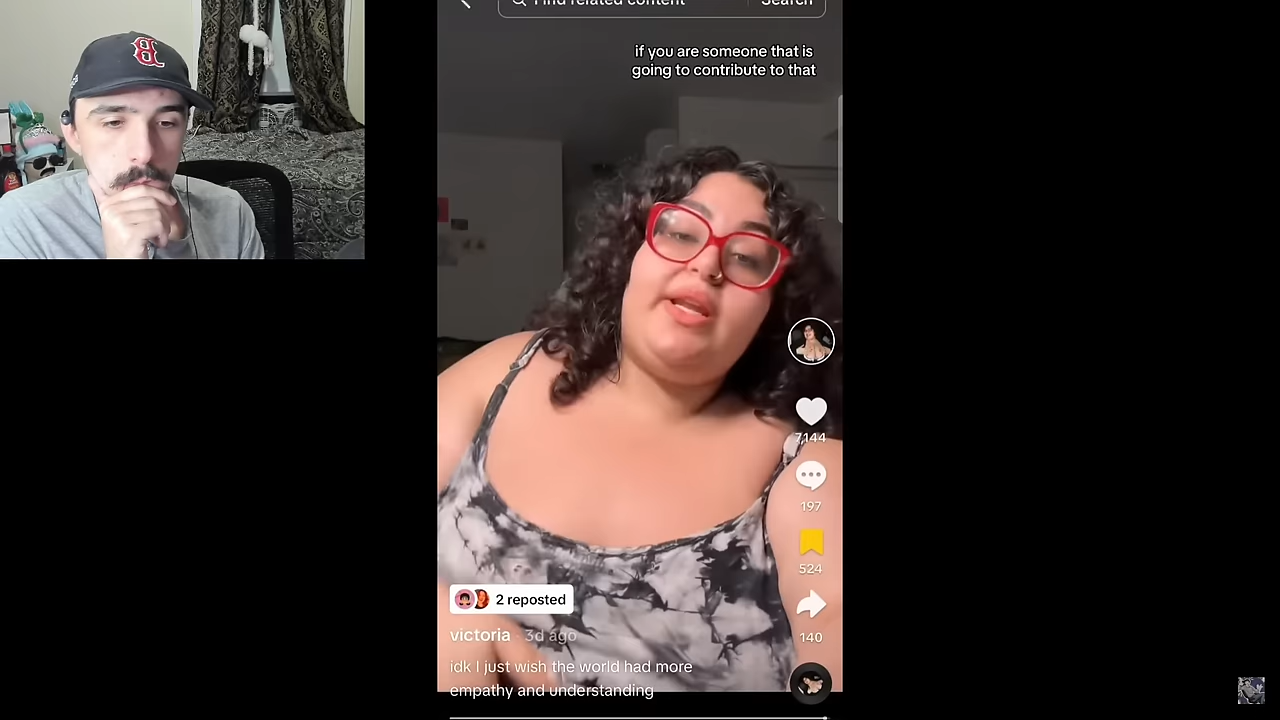 Find related content
Search
if you are someone that is
going to contribute to that
B
7144
197
524
140
2 reposted
victoria · 3d ago
idk I just wish the world had more
empathy and understanding